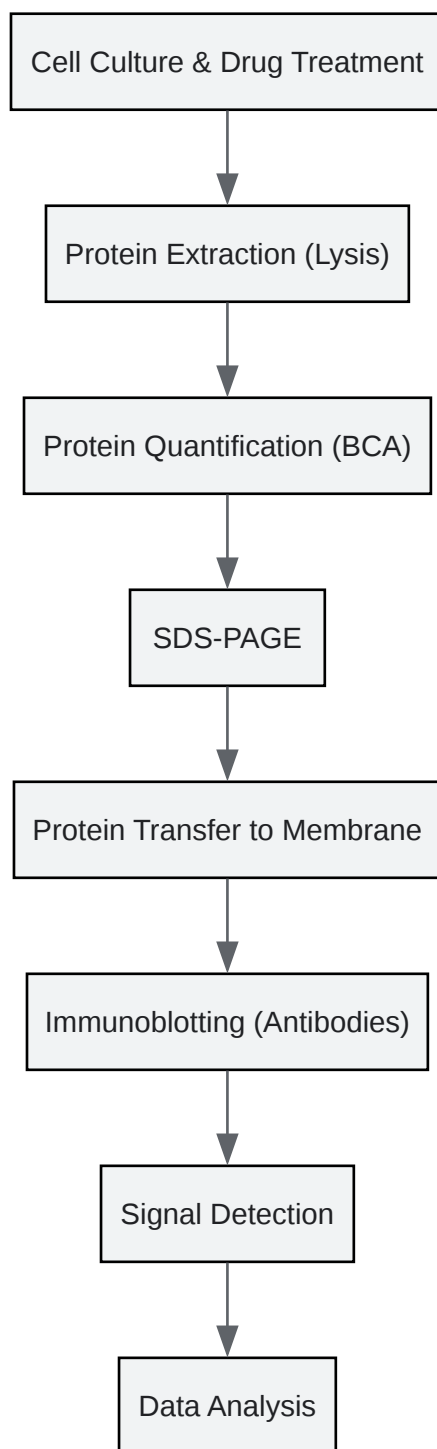 Cell Culture & Drug Treatment
Protein Extraction (Lysis)
Protein Quantification (BCA)
SDS-PAGE
Protein Transfer to Membrane
Immunoblotting (Antibodies)
Signal Detection
Data Analysis